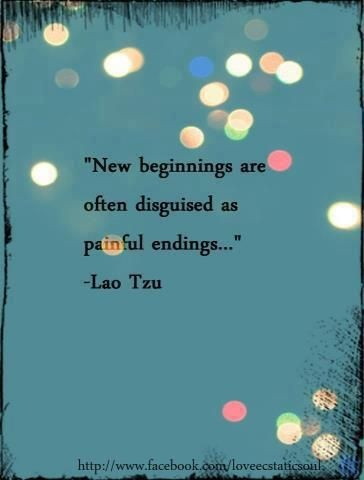 "New beginnings are
often disguised as
painful endings..."
-Lao Tzu
http://www.facebook.com/loveecstaticsoul